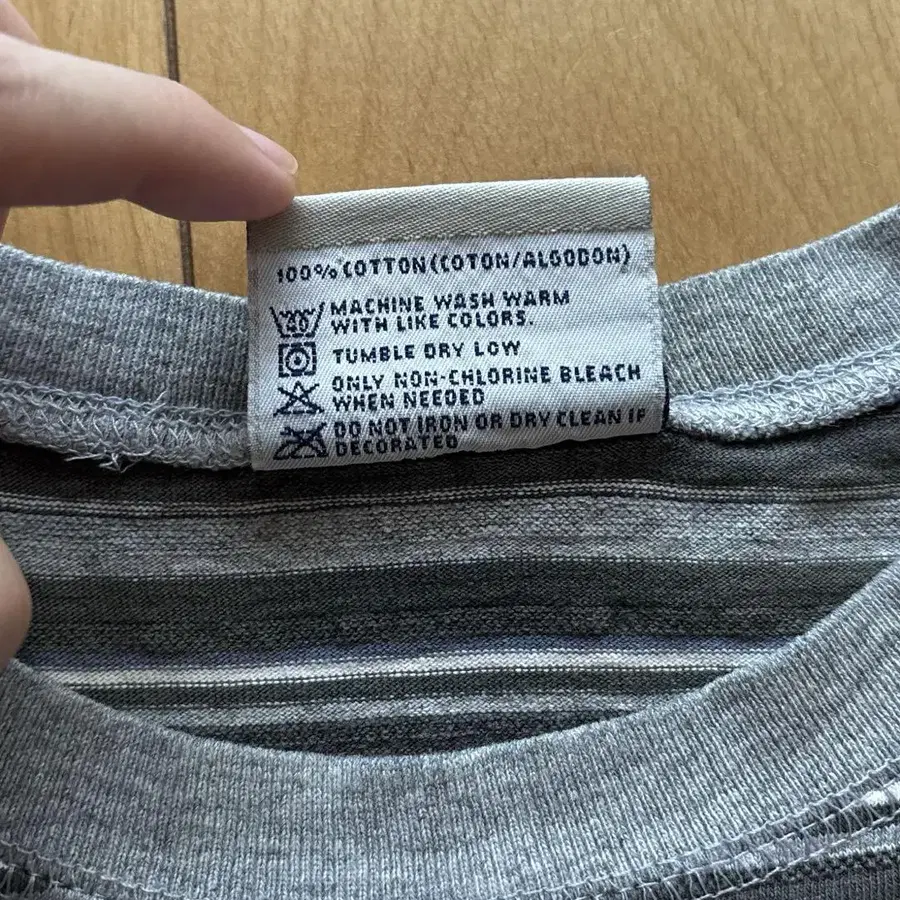 100% COTTON(COTON/ALGODON)
40 MACHINE WASH WARM
WITH LIKE COLORS.
TUMBLE DRY LOW
ONLY NON-CHLORINE BLEACH
WHEN NEEDED
DO NOT IRON OR DRY CLEAN IF
DECORATED